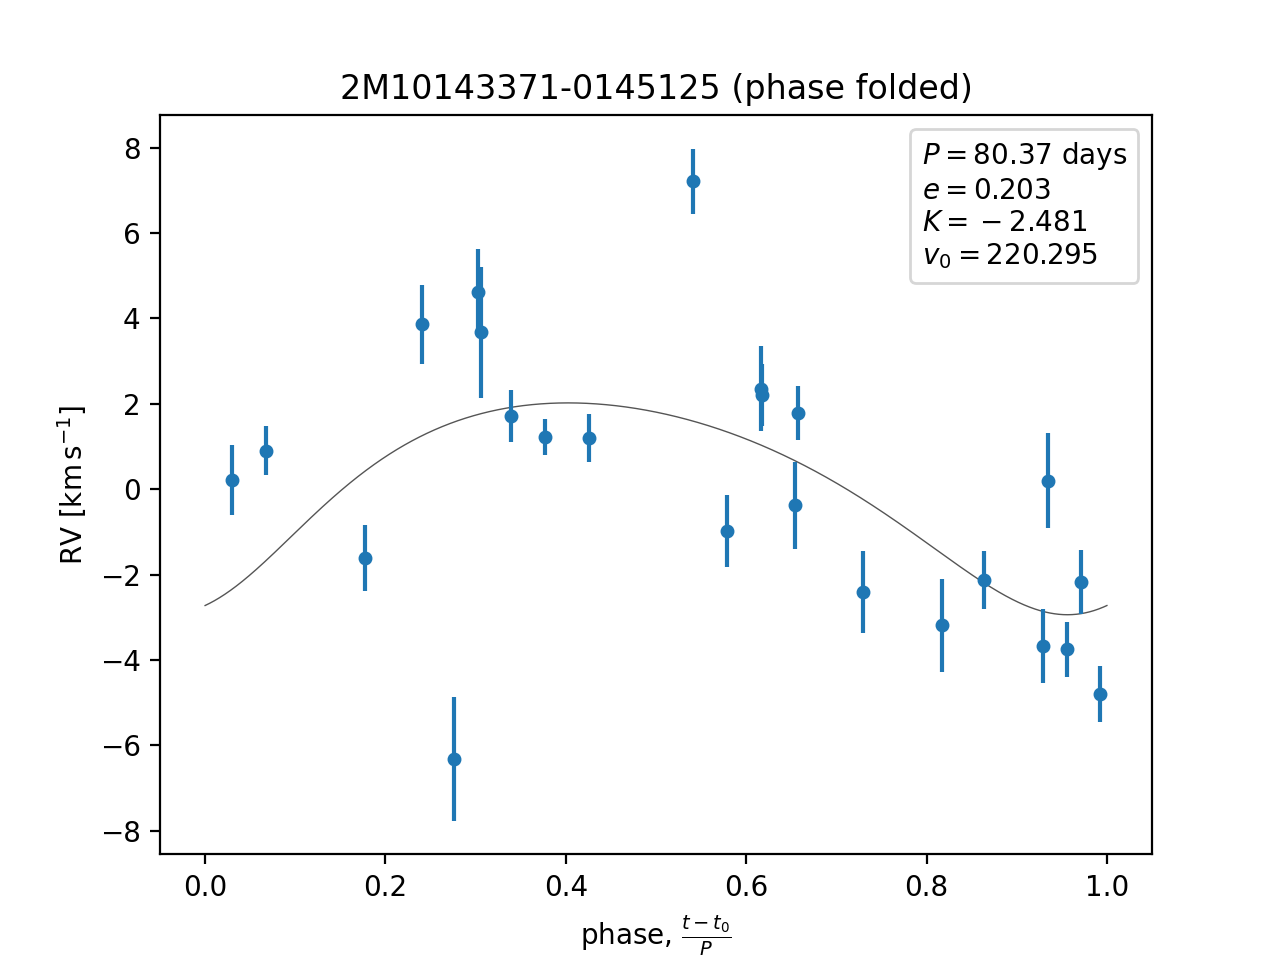 2M10143371-0145125 (phase folded)
P = 80.37 days
e = 0.203
K = −2.481
v₀ = 220.295
RV [km s⁻¹]
8
6
4
2
0
−2
−4
−6
−8
0.0 0.2 0.4 0.6 0.8 1.0
phase, (t − t₀)/P